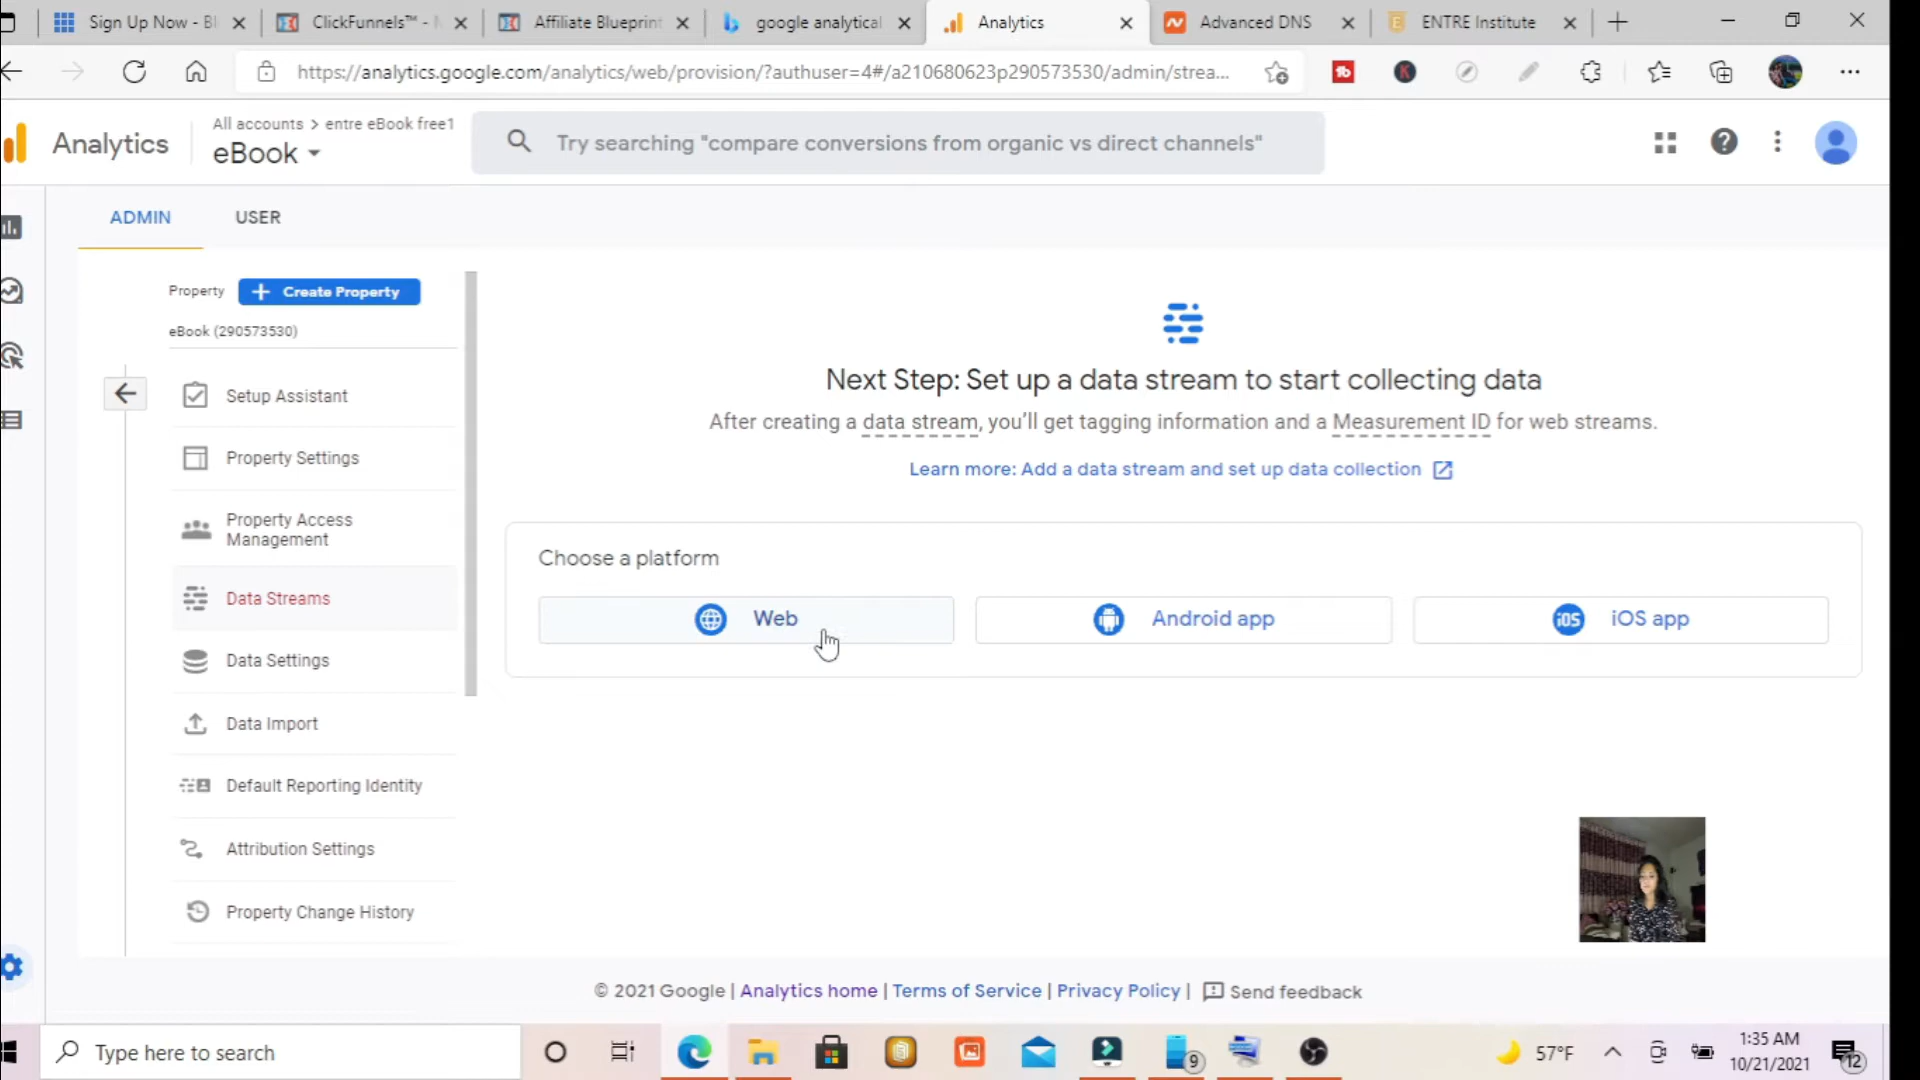 Sign Up Now - Bl
ClickFunnels™ - M
Affiliate Blueprint
google analytical
Analytics
Advanced DNS
ENTRE Institute
https://analytics.google.com/analytics/web/provision/?authuser=4#/a210680623p290573530/admin/strea...
Analytics
All accounts > entre eBook free1
eBook
Try searching "compare conversions from organic vs direct channels"
ADMIN
USER
Property
+ Create Property
eBook (290573530)
Setup Assistant
Property Settings
Property Access
Management
Data Streams
Data Settings
Data Import
Default Reporting Identity
Attribution Settings
Property Change History
Next Step: Set up a data stream to start collecting data
After creating a data stream, you'll get tagging information and a Measurement ID for web streams.
Learn more: Add a data stream and set up data collection
Choose a platform
Web
Android app
iOS
iOS app
© 2021 Google | Analytics home | Terms of Service | Privacy Policy |
Send feedback
Type here to search
9
57°F
1:35 AM
10/21/2021
12